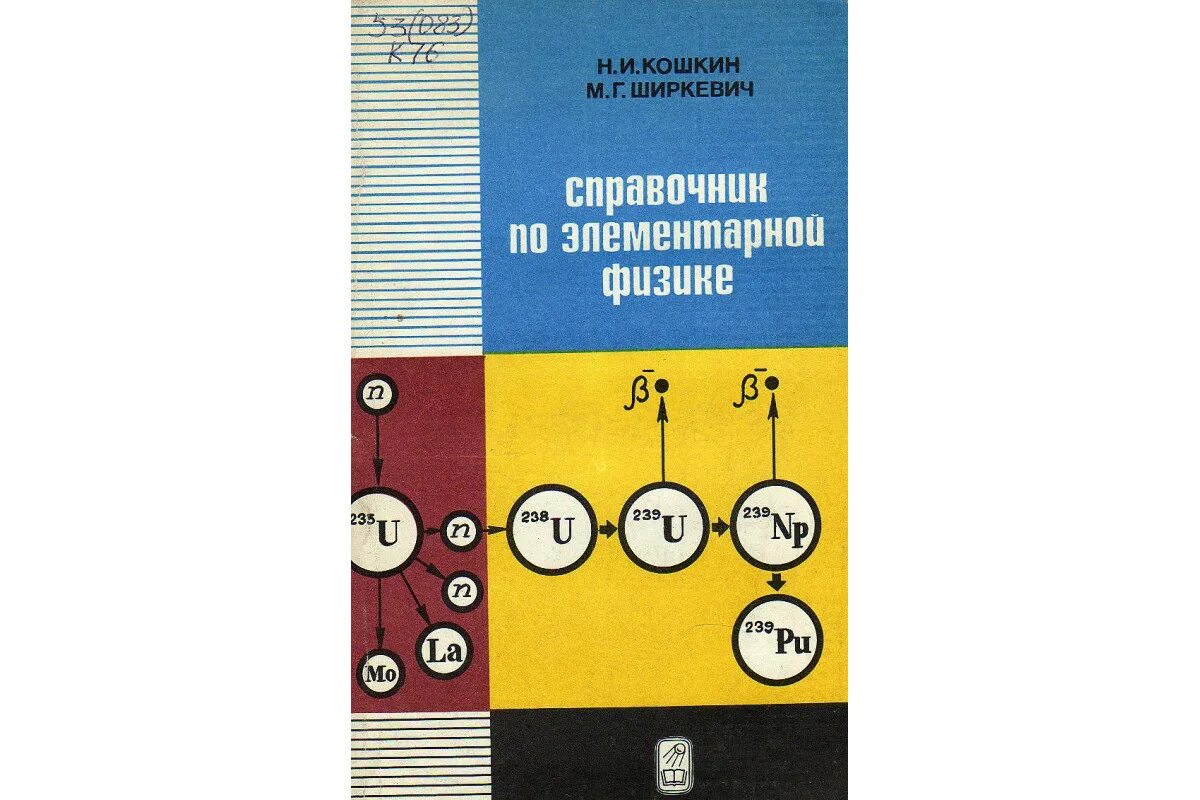 53(083)
К76
Н.И.КОШКИН
М.Г.ШИРКЕВИЧ
справочник
по элементарной
физике
n
β⁻
β⁻
235U
n
238U
239U
239Np
n
239Pu
La
Mo